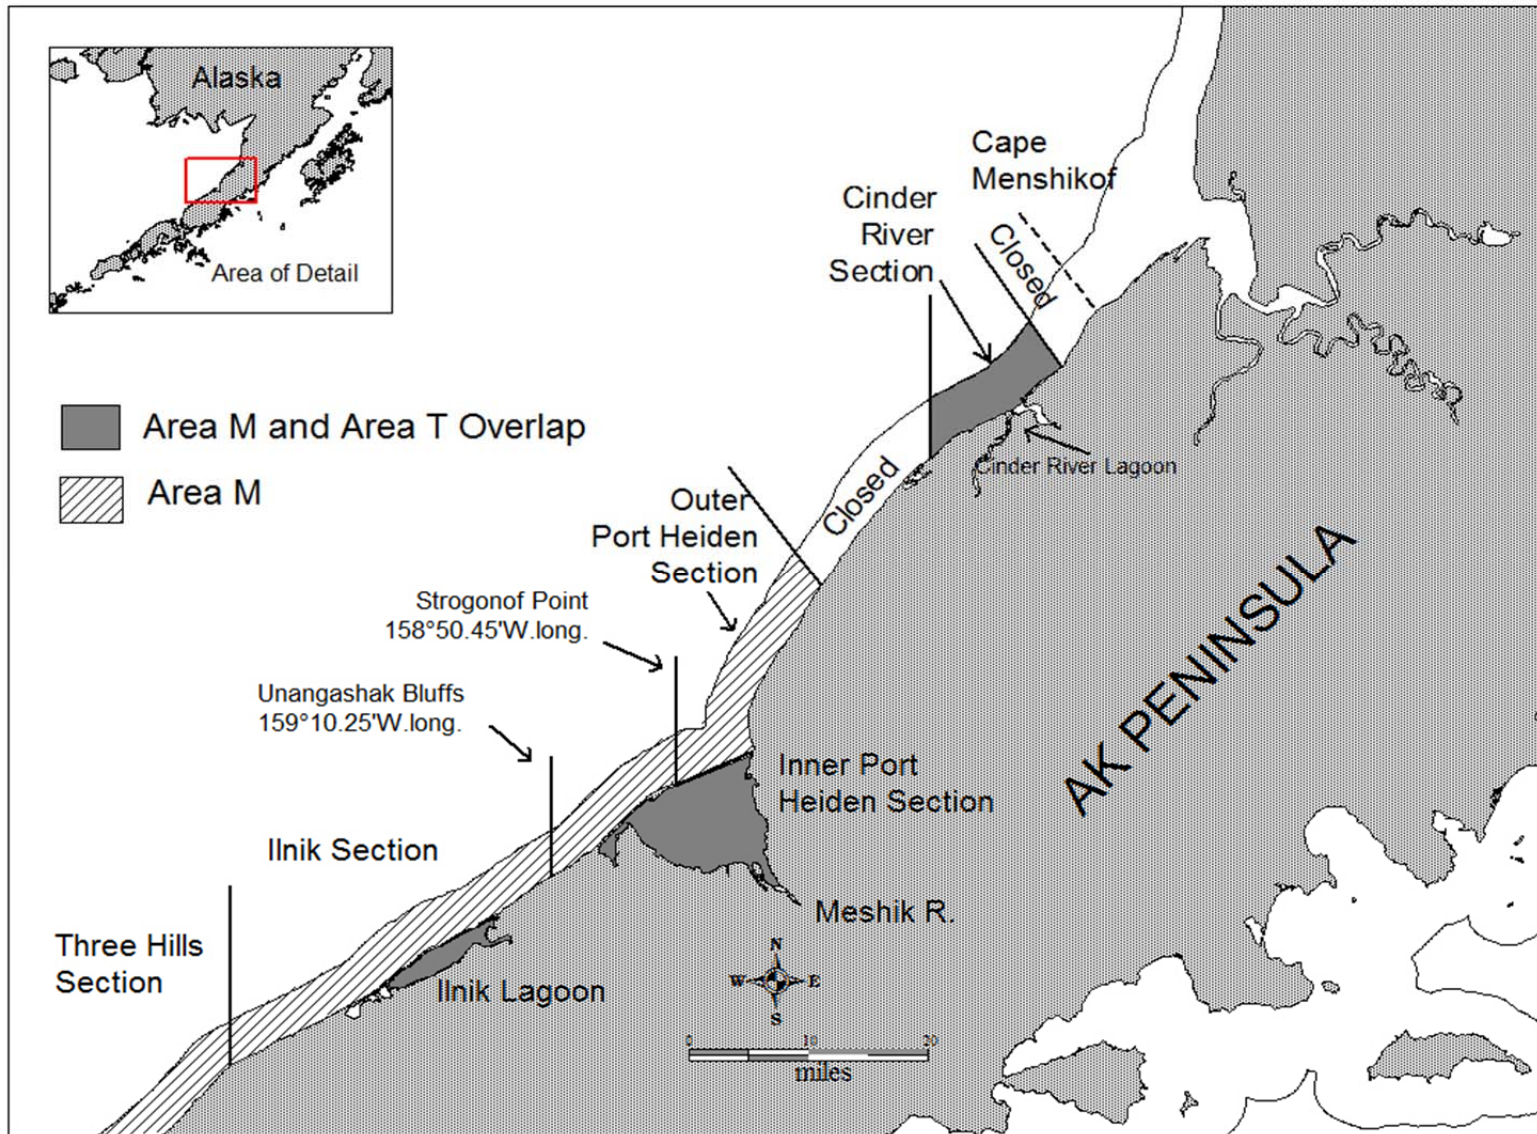 Alaska
Area of Detail
Area M and Area T Overlap
Area M
Cape
Menshikof
Closed
Cinder
River
Section
Cinder River Lagoon
Closed
Outer
Port Heiden
Section
Strogonof Point
158°50.45'W.long.
Unangashak Bluffs
159°10.25'W.long.
AK PENINSULA
Inner Port
Heiden Section
Ilnik Section
Meshik R.
Three Hills
Section
Ilnik Lagoon
N
W
E
S
0
10
20
miles